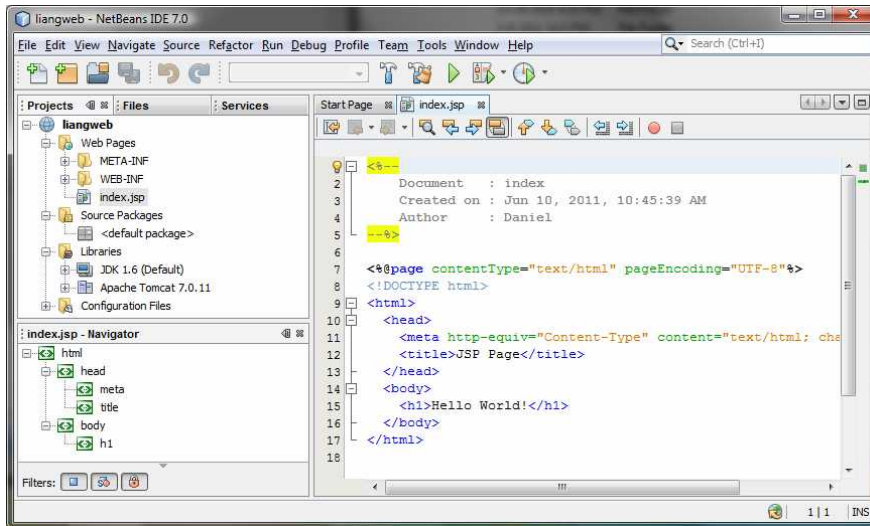 liangweb - NetBeans IDE 7.0
File Edit View Navigate Source Refactor Run Debug Profile Team Tools Window Help
Search (Ctrl+I)
Projects Files Services
liangweb
Web Pages
META-INF
WEB-INF
index.jsp
Source Packages
<default package>
Libraries
JDK 1.6 (Default)
Apache Tomcat 7.0.11
Configuration Files
index.jsp - Navigator
html
head
meta
title
body
h1
Filters:
Start Page index.jsp
<%--
2 Document : index
3 Created on : Jun 10, 2011, 10:45:39 AM
4 Author : Daniel
5 --%>
6
7 <%@page contentType="text/html" pageEncoding="UTF-8"%>
8 <!DOCTYPE html>
9 <html>
10 <head>
11 <meta http-equiv="Content-Type" content="text/html; cha
12 <title>JSP Page</title>
13 </head>
14 <body>
15 <h1>Hello World!</h1>
16 </body>
17 </html>
18
1 | 1 INS